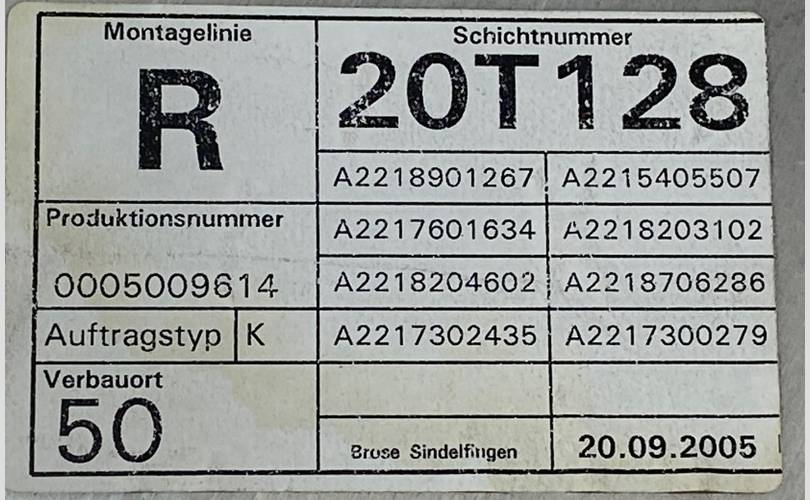 Montagelinie
R
Schichtnummer
20T128
A2218901267 A2215405507
Produktionsnummer
0005009614
A2217601634 A2218203102
A2218204602 A2218706286
Auftragstyp K
A2217302435 A2217300279
Verbauort
50
Brose Sindelfingen
20.09.2005